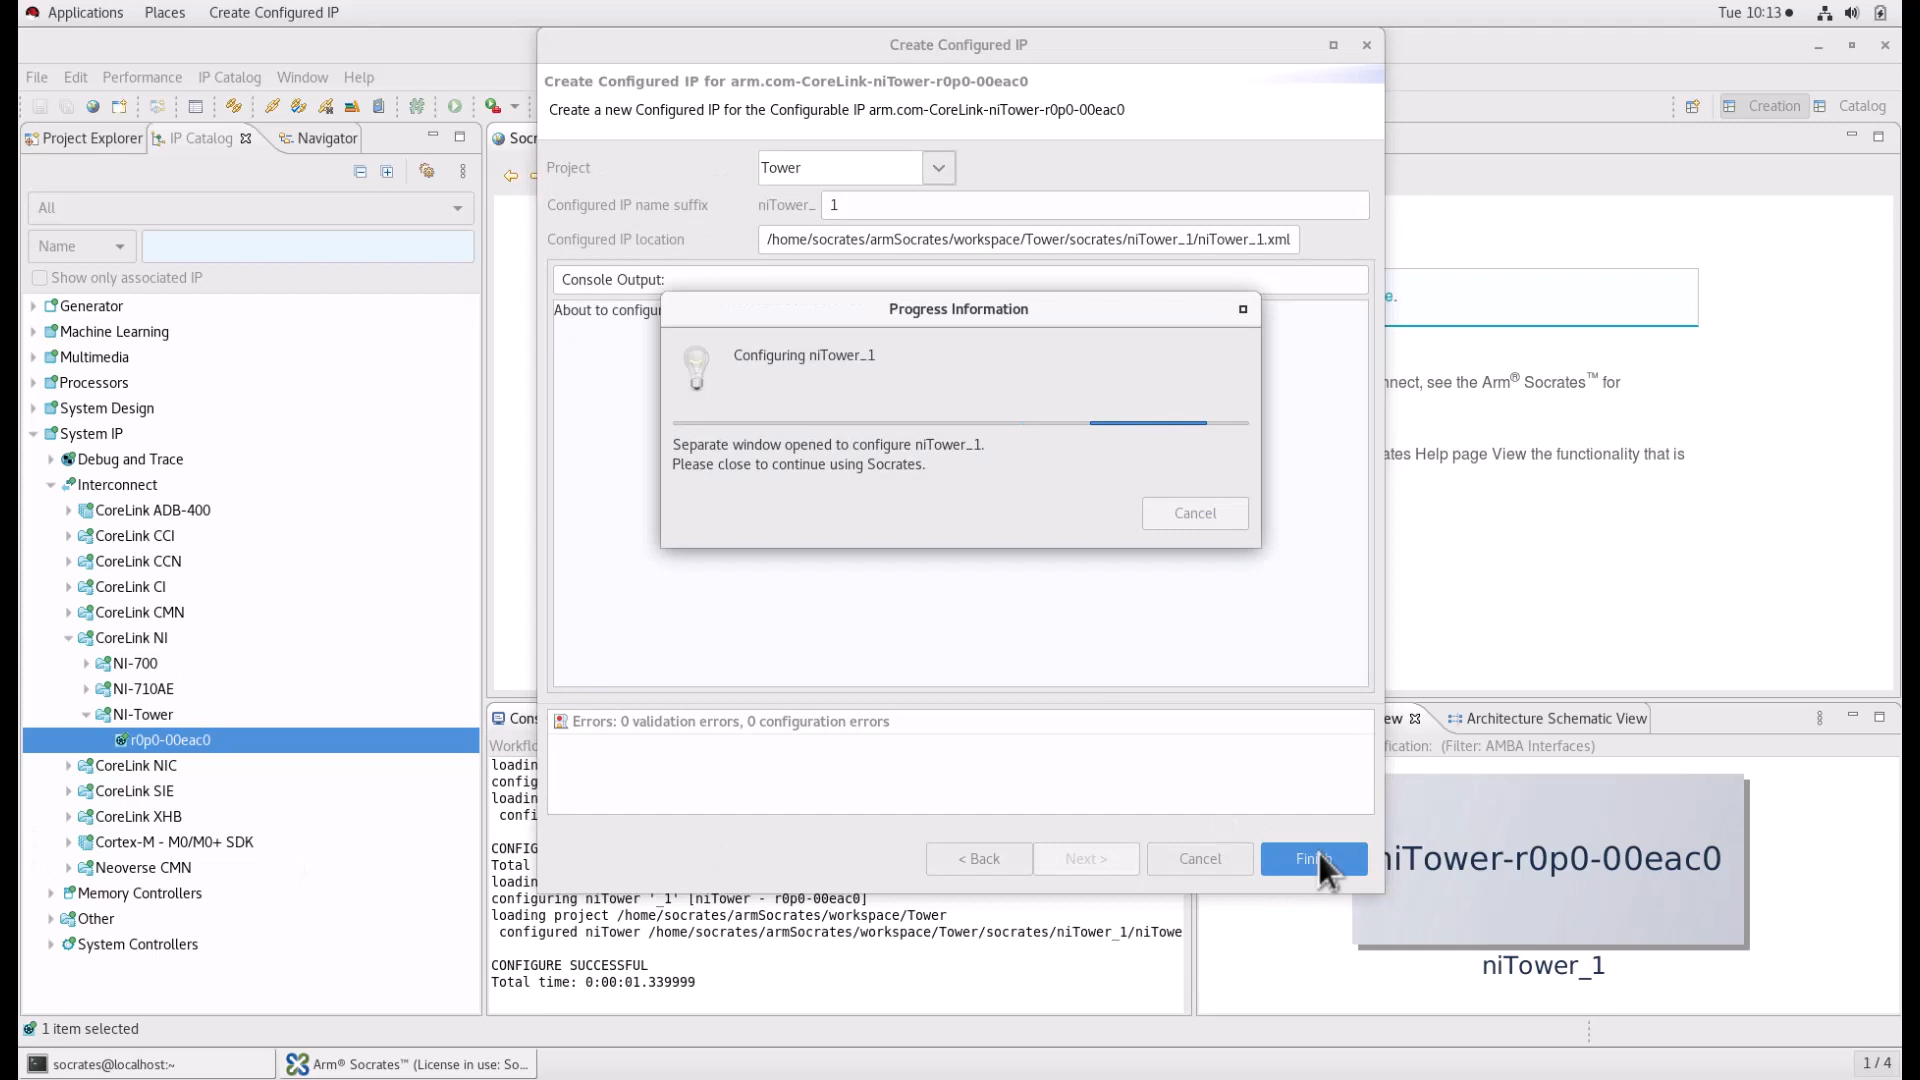 Applications Places Create Configured IP Tue 10:13
Create Configured IP
File Edit Performance IP Catalog Window Help
Create Configured IP for arm.com-CoreLink-niTower-r0p0-00eac0
Create a new Configured IP for the Configurable IP arm.com-CoreLink-niTower-r0p0-00eac0
Creation Catalog
Project Explorer IP Catalog Navigator
Project Tower
Configured IP name suffix niTower_ 1
Configured IP location /home/socrates/armSocrates/workspace/Tower/socrates/niTower_1/niTower_1.xml
All
Name
Show only associated IP
Console Output:
About to configu
Progress Information
Configuring niTower_1
Separate window opened to configure niTower_1.
Please close to continue using Socrates.
Cancel
Generator
Machine Learning
Multimedia
Processors
System Design
System IP
Debug and Trace
Interconnect
CoreLink ADB-400
CoreLink CCI
CoreLink CCN
CoreLink CI
CoreLink CMN
CoreLink NI
NI-700
NI-710AE
NI-Tower
r0p0-00eac0
CoreLink NIC
CoreLink SIE
CoreLink XHB
Cortex-M - M0/M0+ SDK
Neoverse CMN
Memory Controllers
Other
System Controllers
e.
nnect, see the Arm® Socrates™ for
ates Help page View the functionality that is
Errors: 0 validation errors, 0 configuration errors
< Back Next > Cancel
Cons
Workflo
loadin
config
loadin
confi
CONFIG
Total
loadin
configuring niTower '_1' [niTower - r0p0-00eac0]
loading project /home/socrates/armSocrates/workspace/Tower
configured niTower /home/socrates/armSocrates/workspace/Tower/socrates/niTower_1/niTowe
CONFIGURE SUCCESSFUL
Total time: 0:00:01.339999
ew Architecture Schematic View
ification: (Filter: AMBA Interfaces)
niTower-r0p0-00eac0
niTower_1
1 item selected
socrates@localhost:~ Arm® Socrates™ (License in use: So... 1 / 4